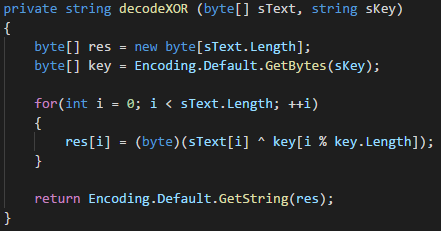 private string decodeXOR (byte[] sText, string sKey)
{
    byte[] res = new byte[sText.Length];
    byte[] key = Encoding.Default.GetBytes(sKey);

    for(int i = 0; i < sText.Length; ++i)
    {
        res[i] = (byte)(sText[i] ^ key[i % key.Length]);
    }

    return Encoding.Default.GetString(res);
}